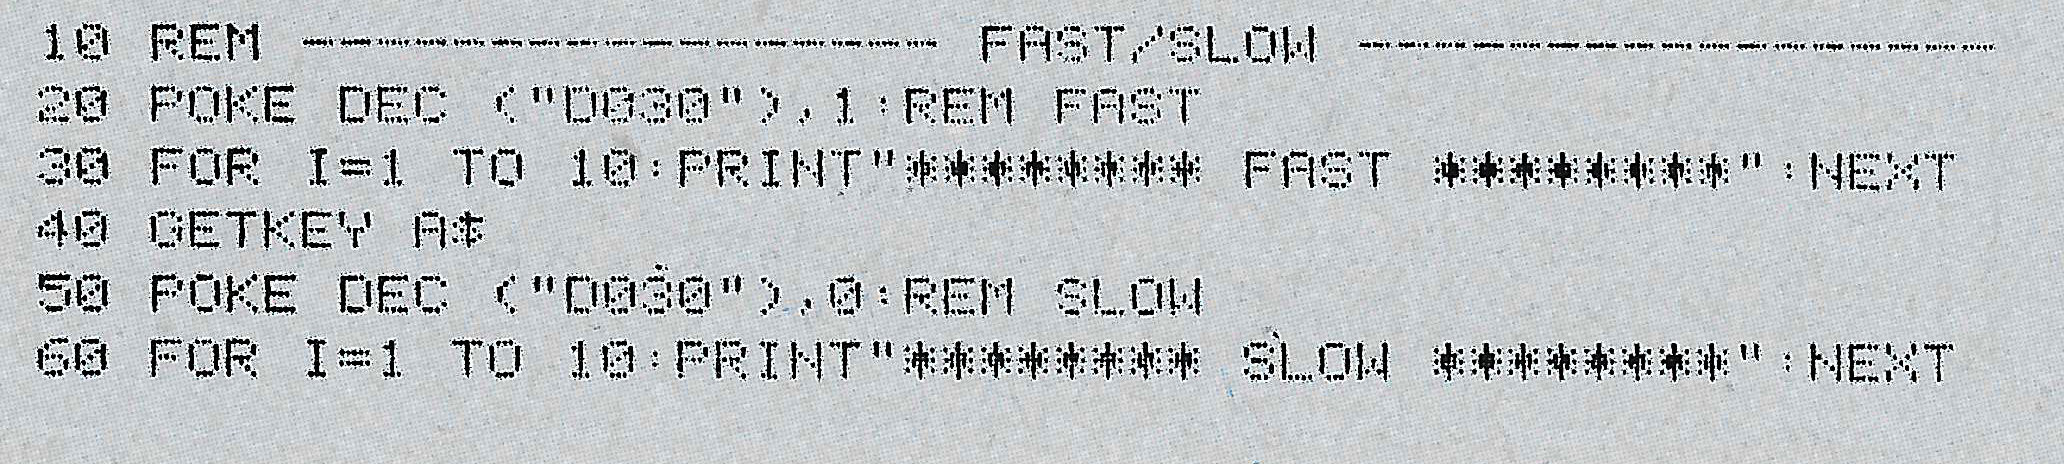 10 REM ----------------- FAST/SLOW -----------------
20 POKE DEC ("D030"),1:REM FAST
30 FOR I=1 TO 10:PRINT"******** FAST ********":NEXT
40 GETKEY A$
50 POKE DEC ("D030"),0:REM SLOW
60 FOR I=1 TO 10:PRINT"******** SLOW ********":NEXT